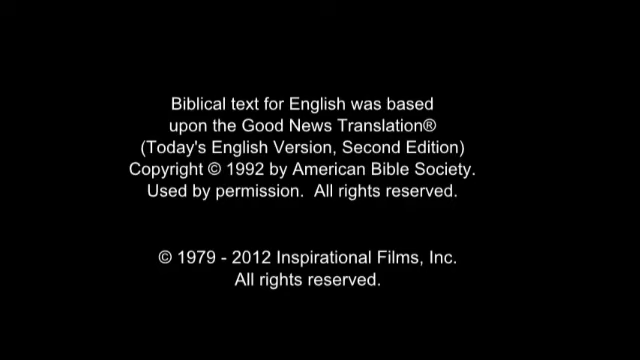 Biblical text for English was based
upon the Good News Translation®
(Today's English Version, Second Edition)
Copyright © 1992 by American Bible Society.
Used by permission.  All rights reserved.
© 1979 - 2012 Inspirational Films, Inc.
All rights reserved.